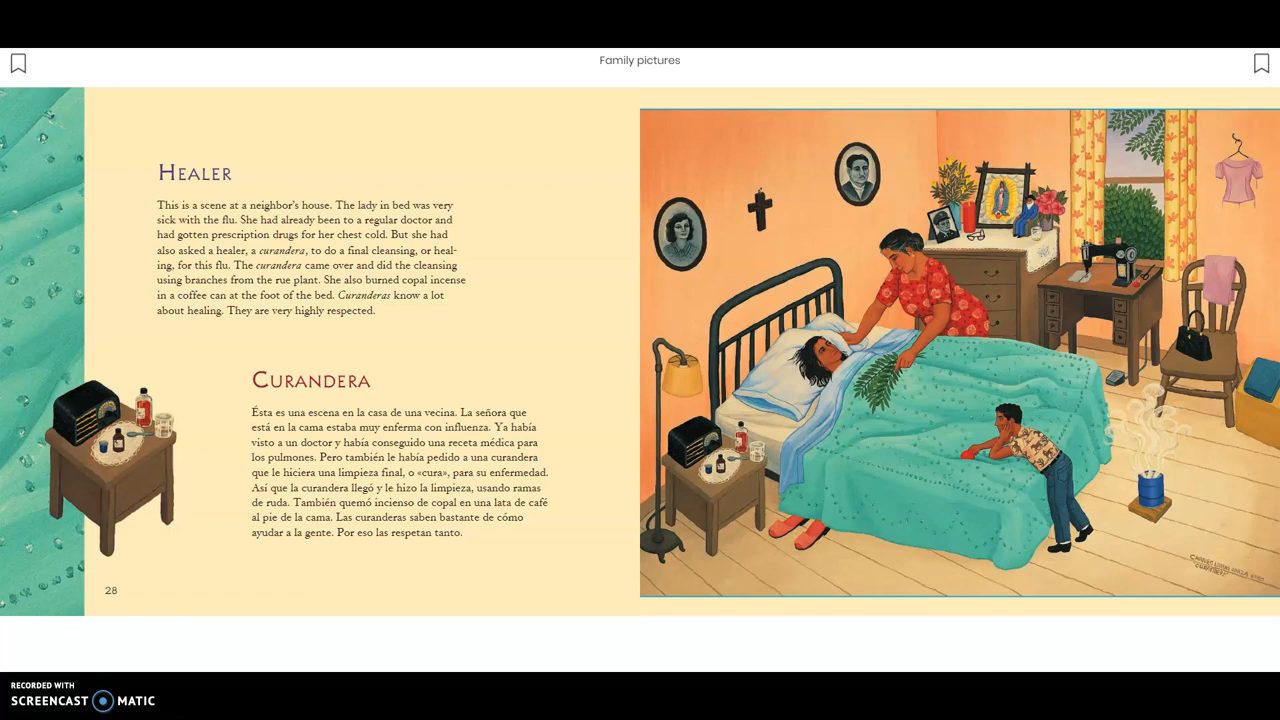 Family pictures
HEALER
This is a scene at a neighbor's house. The lady in bed was very
sick with the flu. She had already been to a regular doctor and
had gotten prescription drugs for her chest cold. But she had
also asked a healer, a curandera, to do a final cleansing, or heal-
ing, for this flu. The curandera came over and did the cleansing
using branches from the rue plant. She also burned copal incense
in a coffee can at the foot of the bed. Curanderas know a lot
about healing. They are very highly respected.
CURANDERA
Ésta es una escena en la casa de una vecina. La señora que
está en la cama estaba muy enferma con influenza. Ya había
visto a un doctor y había conseguido una receta médica para
los pulmones. Pero también le había pedido a una curandera
que le hiciera una limpieza final, o «cura», para su enfermedad.
Así que la curandera llegó y le hizo la limpieza, usando ramas
de ruda. También quemó incienso de copal en una lata de café
al pie de la cama. Las curanderas saben bastante de cómo
ayudar a la gente. Por eso las respetan tanto.
28
RECORDED WITH
SCREENCAST MATIC